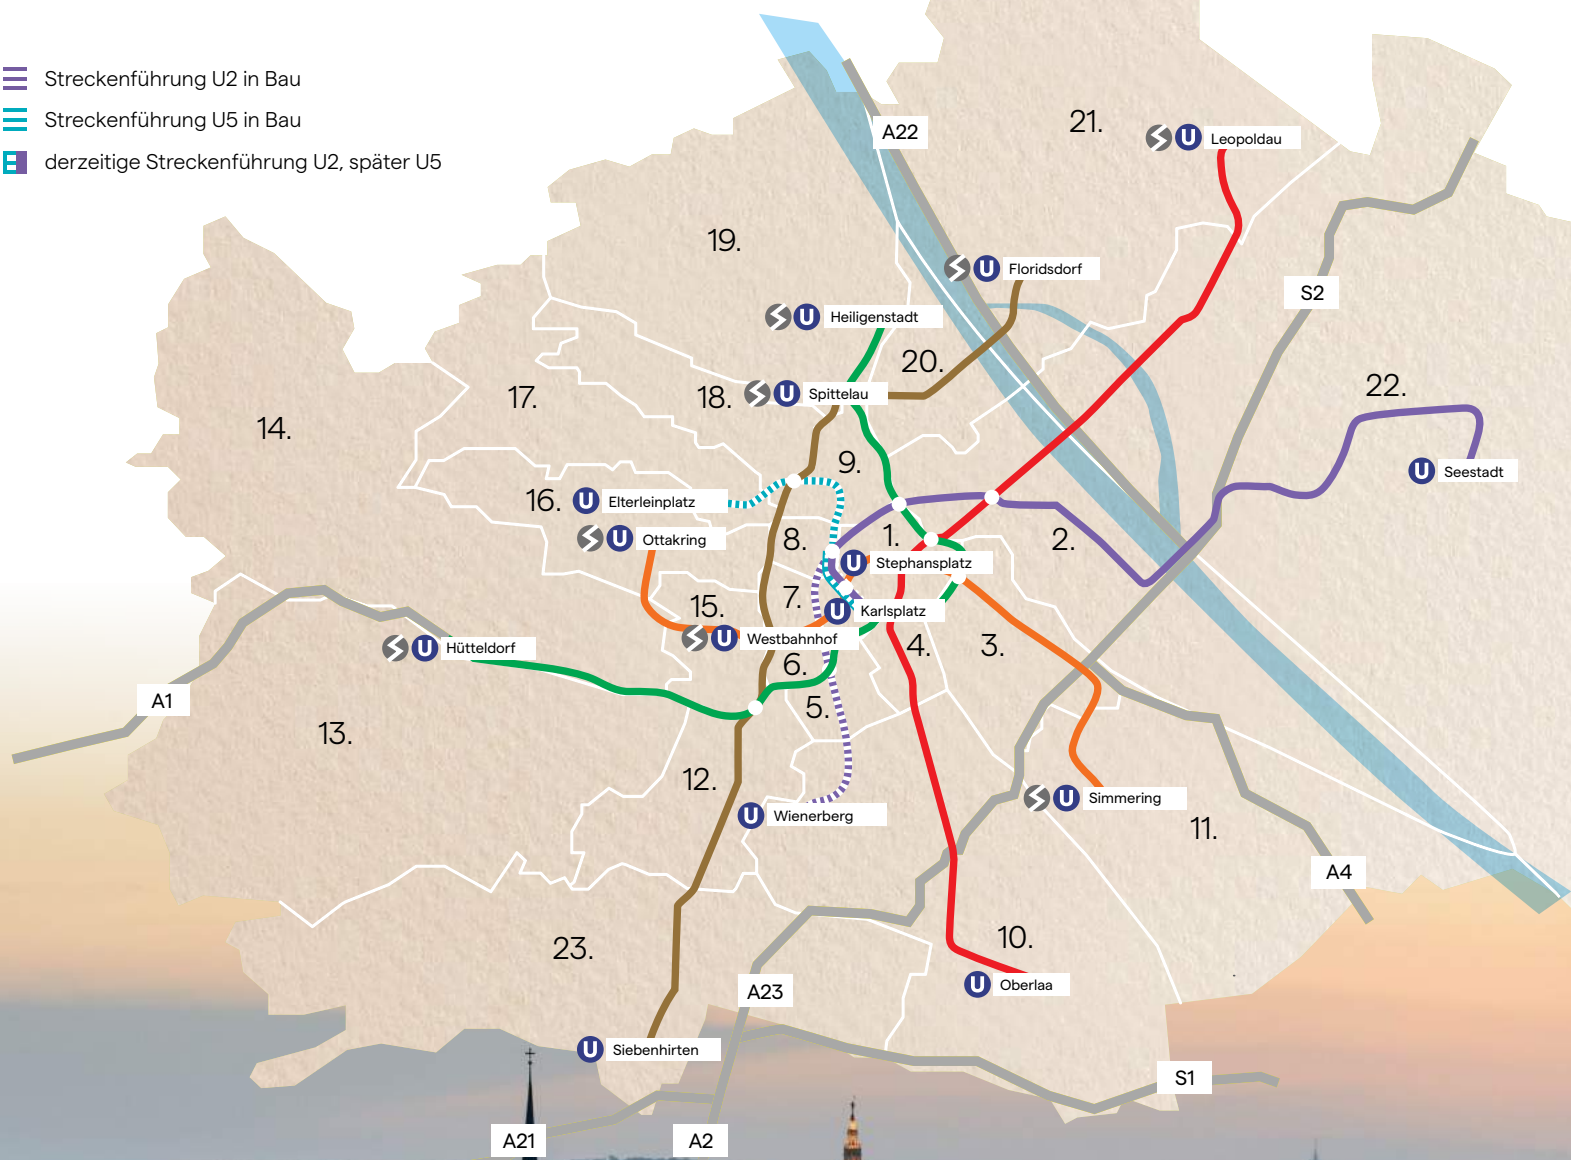 Streckenführung U2 in Bau
Streckenführung U5 in Bau
derzeitige Streckenführung U2, später U5
A22
21.
U Leopoldau
19.
U Floridsdorf
S2
U Heiligenstadt
20.
22.
17.
18.
U Spittelau
14.
9.
U Seestadt
16.
U Elterleinplatz
U Ottakring
8.
1.
2.
U Stephansplatz
7.
15.
U Karlsplatz
U Westbahnhof
4.
3.
U Hütteldorf
6.
A1
5.
13.
12.
U Simmering
U Wienerberg
11.
A4
23.
10.
U Oberlaa
A23
U Siebenhirten
S1
A21
A2